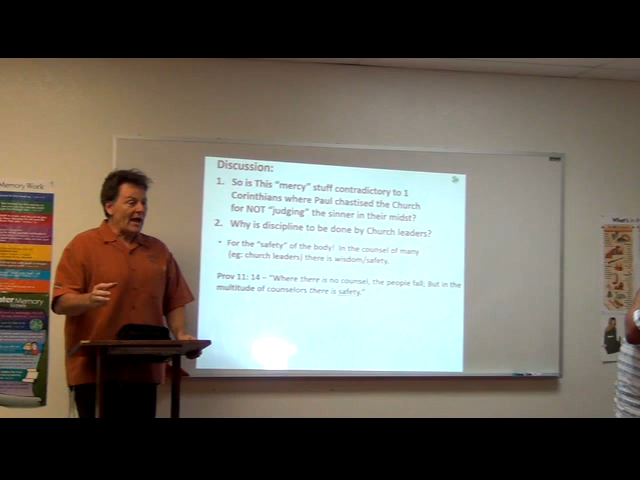 Memory Work
Discussion:
1. So is This “mercy” stuff contradictory to 1
Corinthians where Paul chastised the Church
for NOT “judging” the sinner in their midst?
2. Why is discipline to be done by Church leaders?
• For the “safety” of the body! In the counsel of many
(eg: church leaders) there is wisdom/safety.
Prov 11: 14 – “Where there is no counsel, the people fall; But in the
multitude of counselors there is safety.”
Memory
What's